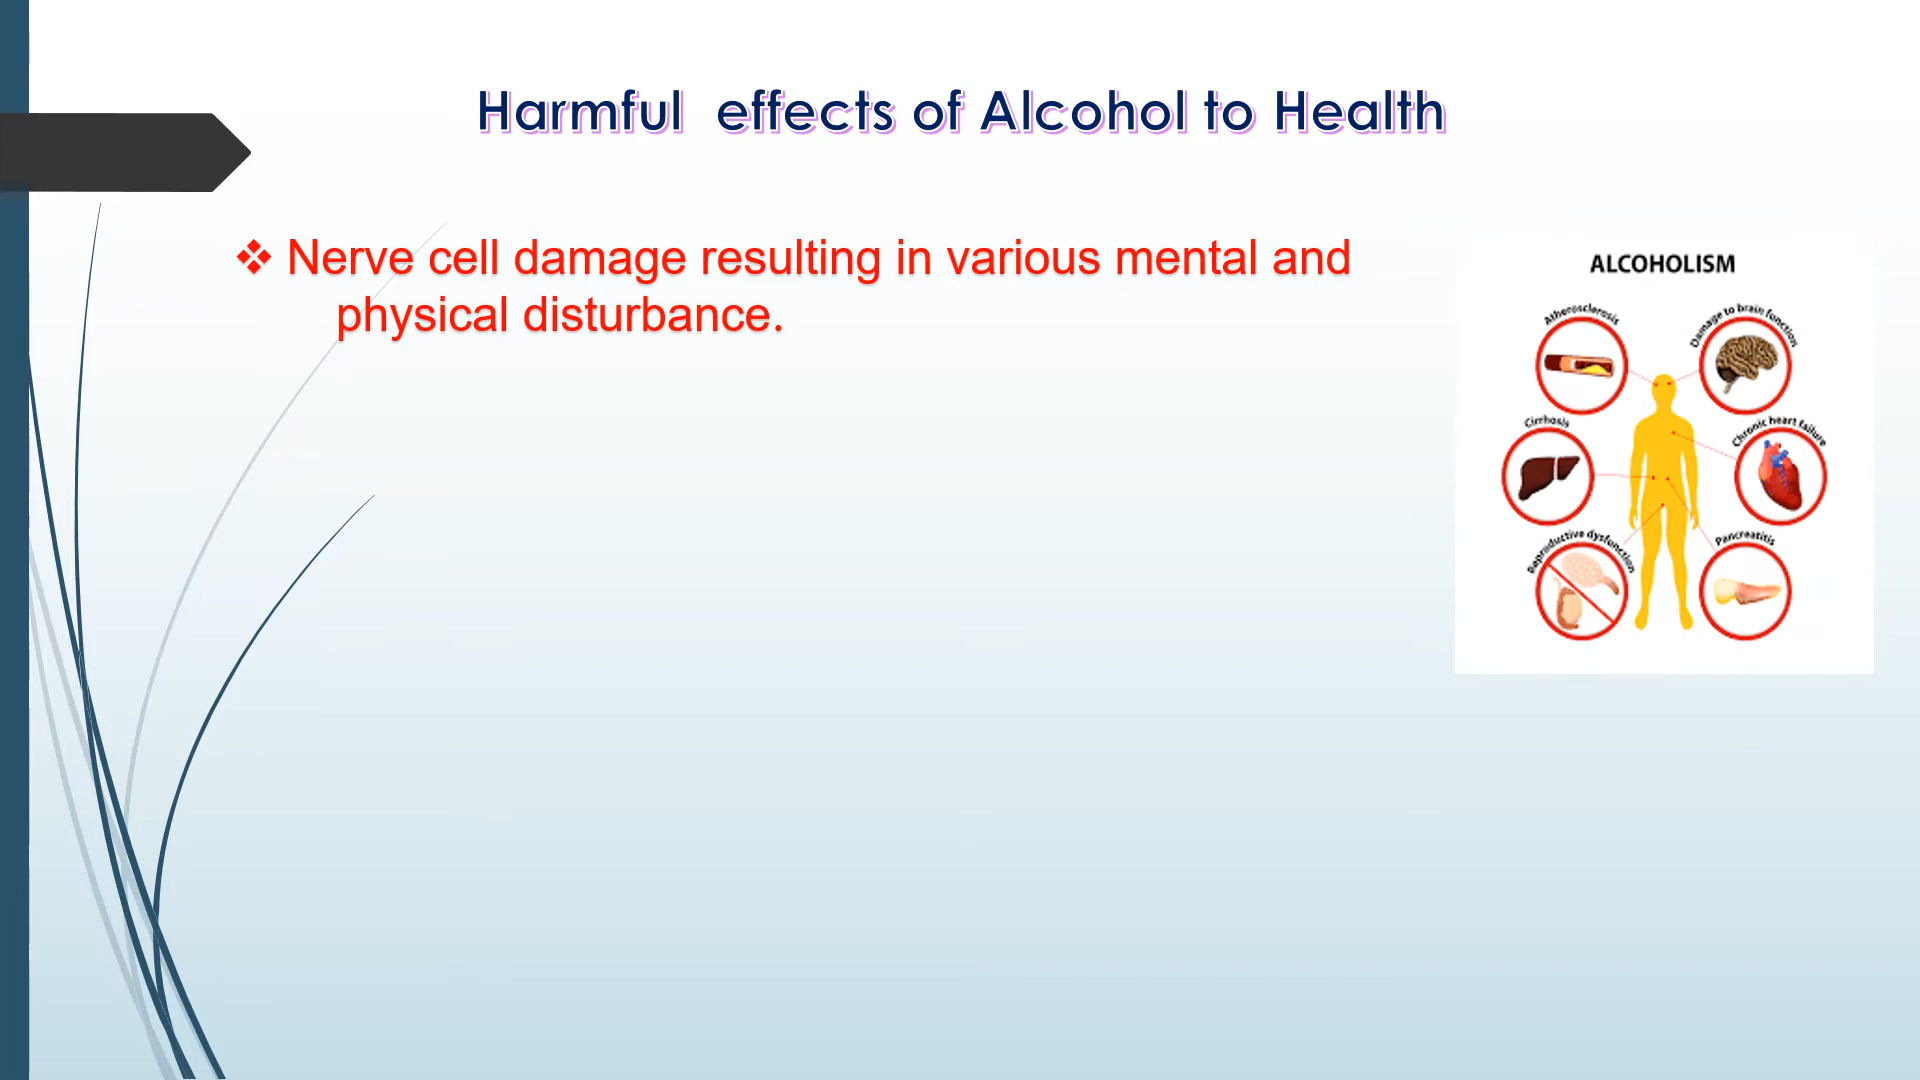 Harmful effects of Alcohol to Health
❖ Nerve cell damage resulting in various mental and
physical disturbance.
ALCOHOLISM
Atherosclerosis
Damage to brain function
Cirrhosis
Chronic heart failure
Reproductive dysfunction
Pancreatitis